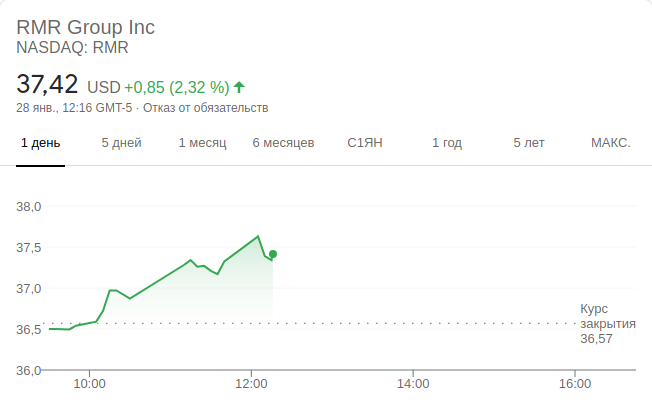 RMR Group Inc
NASDAQ: RMR
37,42 USD +0,85 (2,32 %)
28 янв., 12:16 GMT-5 · Отказ от обязательств
1 день 5 дней 1 месяц 6 месяцев С1ЯН 1 год 5 лет МАКС.
38,0
37,5
37,0
36,5
36,0
Курс
закрытия
36,57
10:00 12:00 14:00 16:00